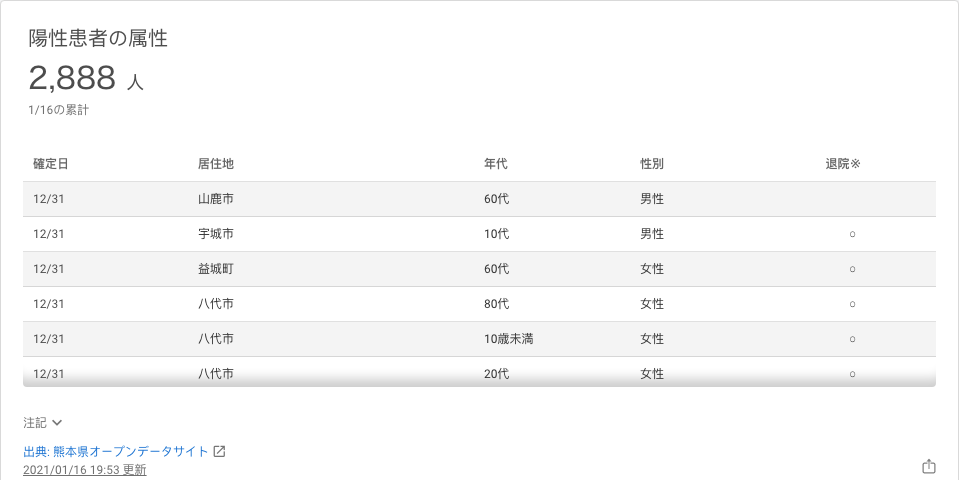 陽性患者の属性
2,888 人
1/16の累計
確定日 居住地 年代 性別 退院※
12/31 山鹿市 60代 男性
12/31 宇城市 10代 男性 ○
12/31 益城町 60代 女性 ○
12/31 八代市 80代 女性 ○
12/31 八代市 10歳未満 女性 ○
12/31 八代市 20代 女性 ○
注記
出典: 熊本県オープンデータサイト
2021/01/16 19:53 更新